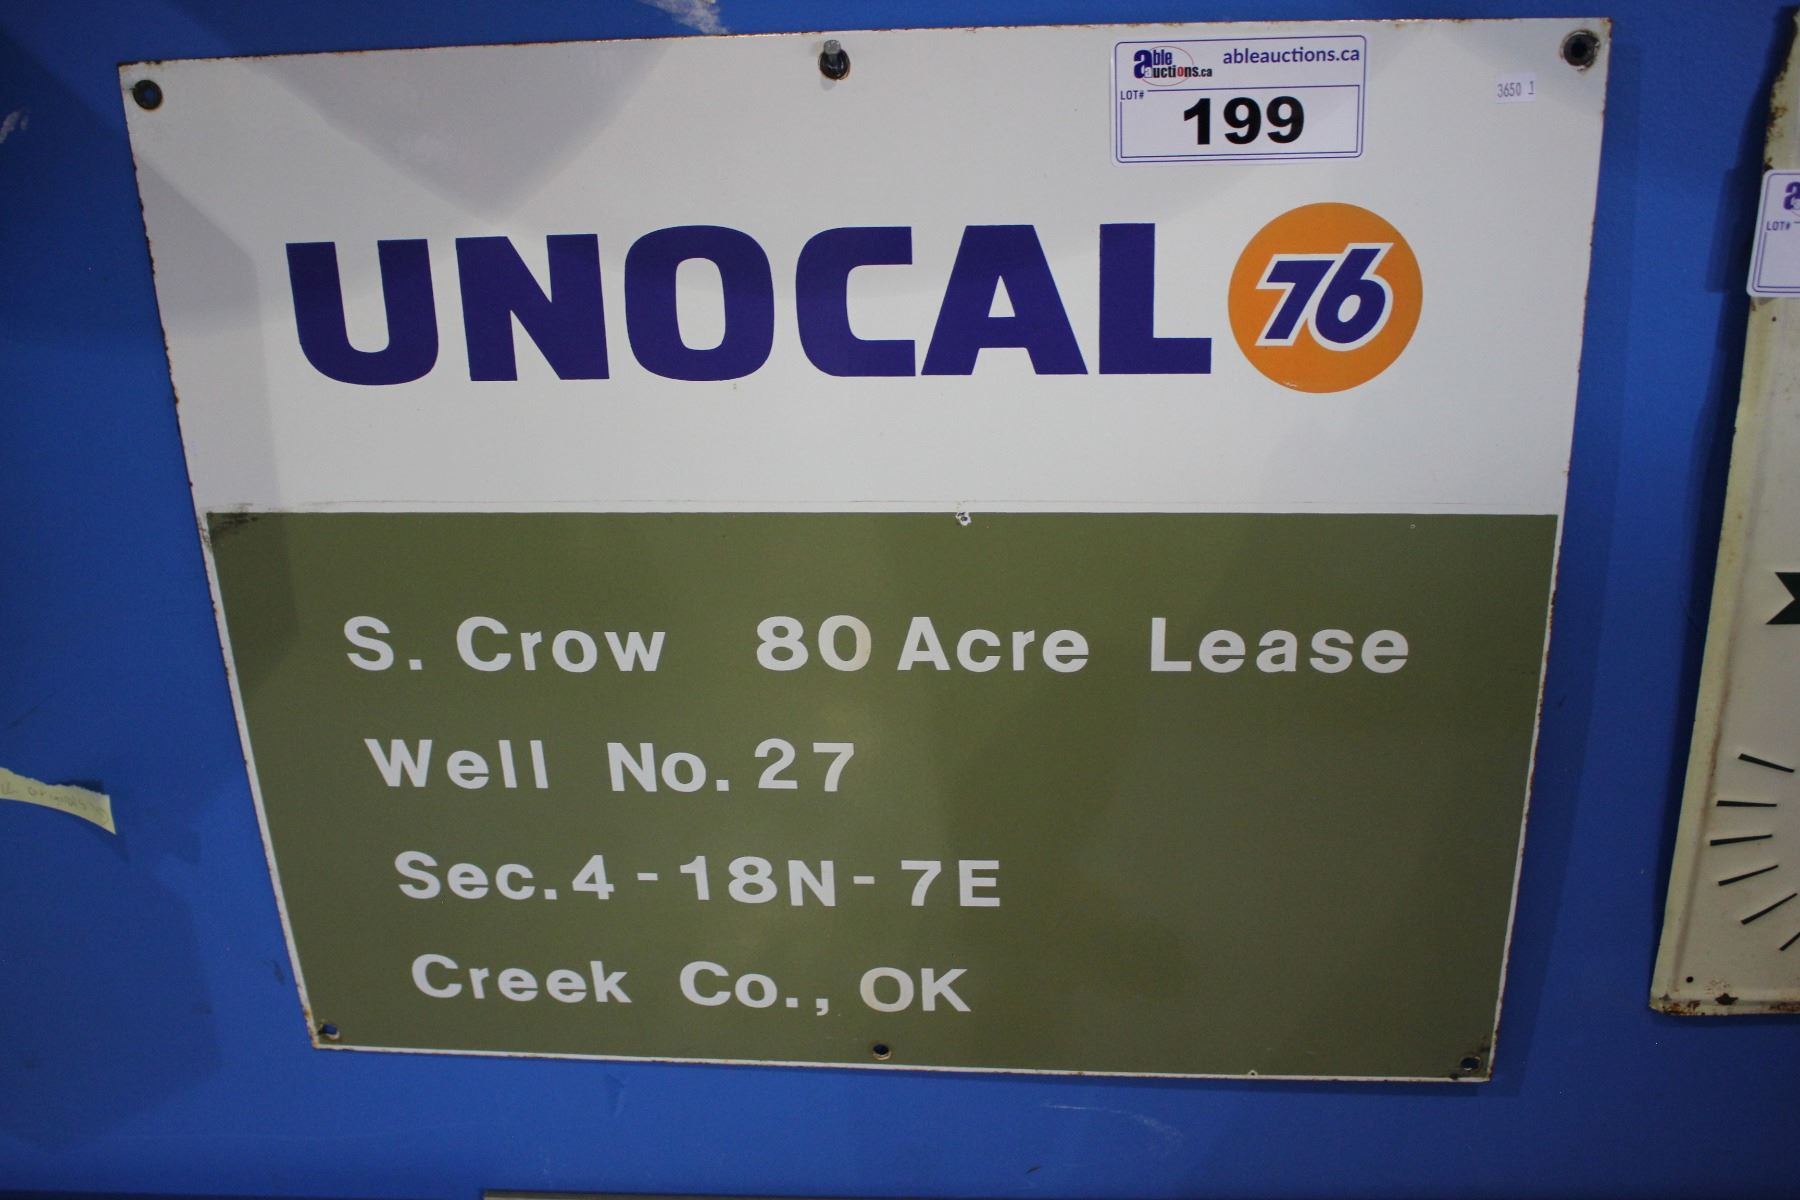 able auctions.ca ableauctions.ca
LOT#
199
3650 1
UNOCAL 76
S. Crow 80 Acre Lease
Well No. 27
Sec. 4 - 18N - 7E
Creek Co., OK
LOT#